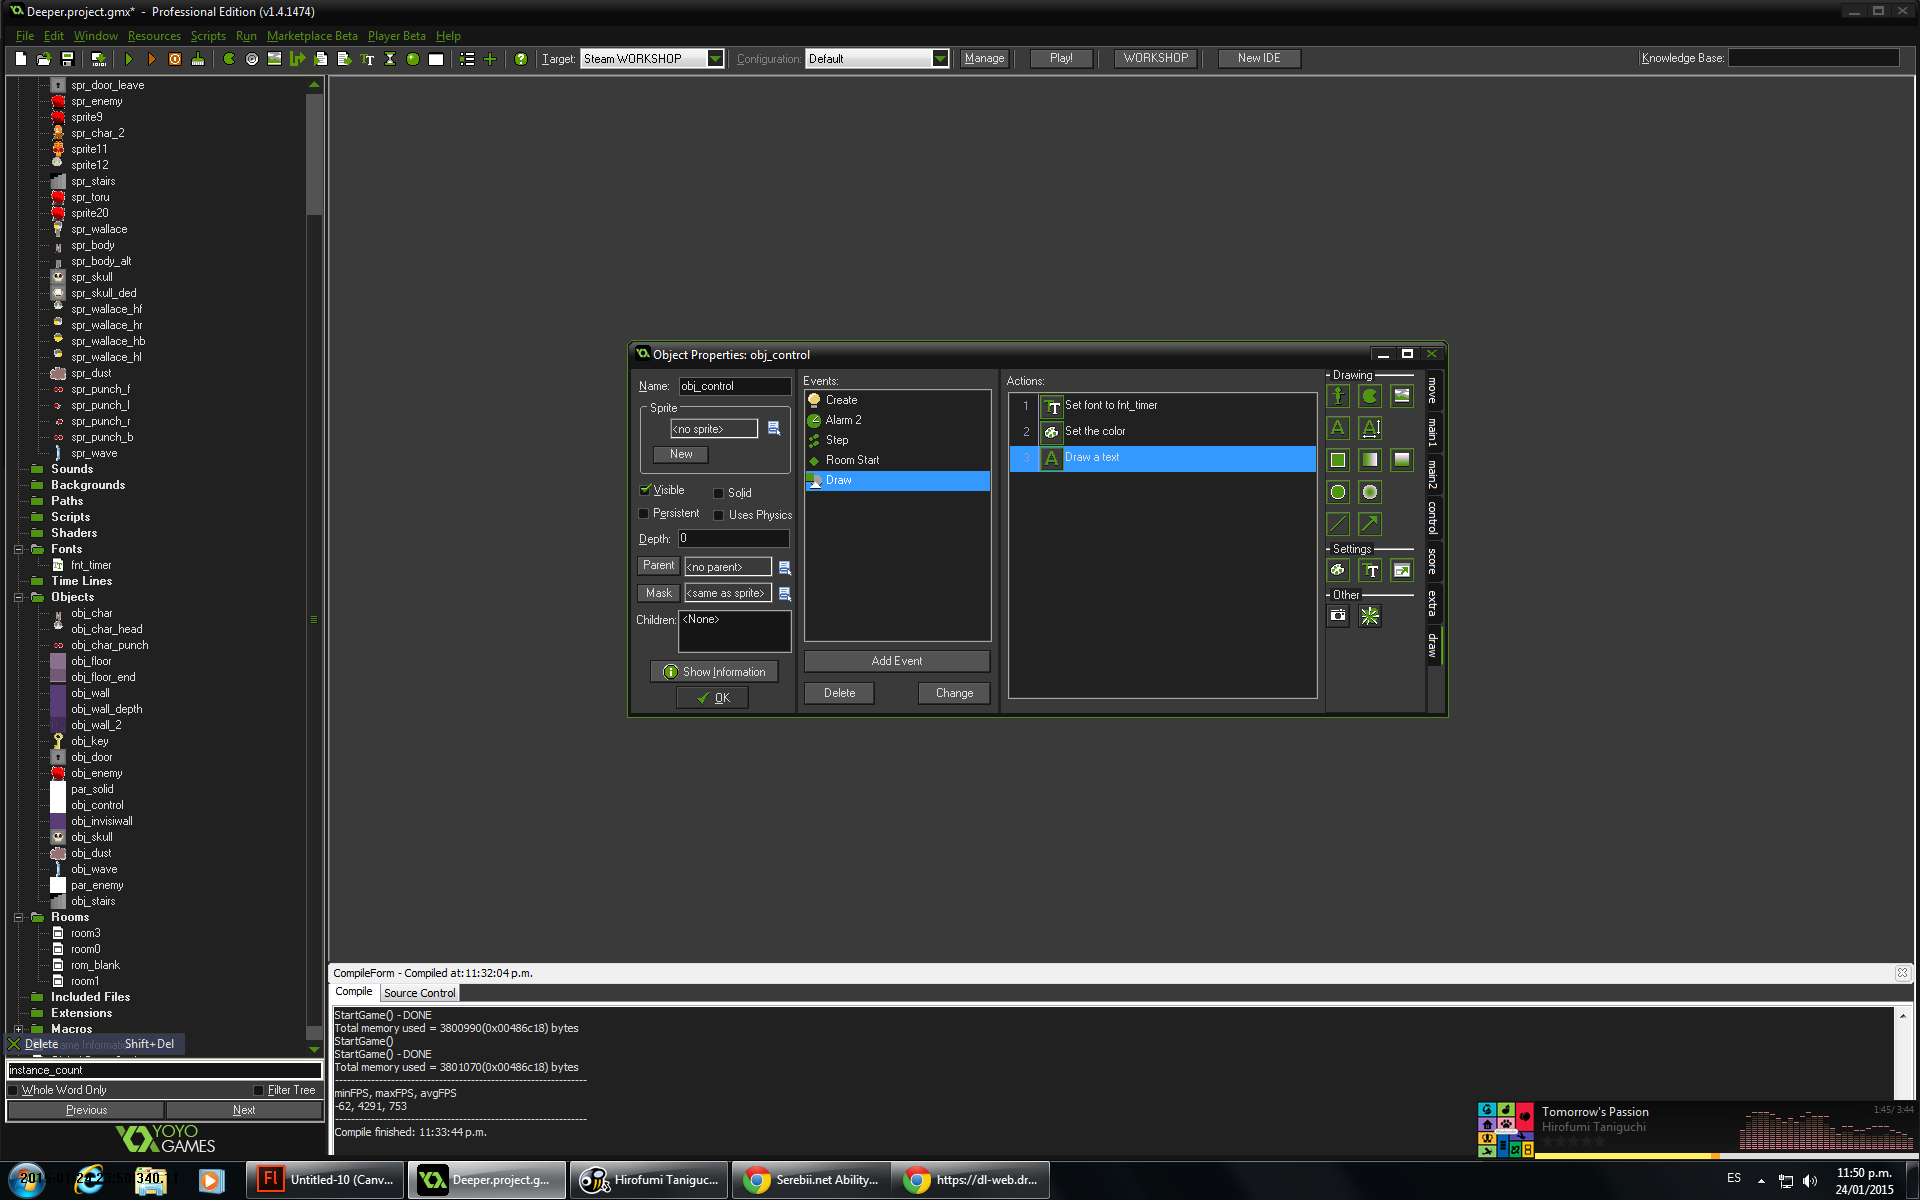 Deeper.project.gmx* - Professional Edition (v1.4.1474)
File Edit Window Resources Scripts Run Marketplace Beta Player Beta Help
Target: Steam WORKSHOP Configuration: Default Manage Play! WORKSHOP New IDE Knowledge Base:
spr_door_leave
spr_enemy
sprite9
spr_char_2
sprite11
sprite12
spr_stairs
spr_toru
sprite20
spr_wallace
spr_body
spr_body_alt
spr_skull
spr_skull_ded
spr_wallace_hf
spr_wallace_hr
spr_wallace_hb
spr_wallace_hl
spr_dust
spr_punch_f
spr_punch_l
spr_punch_r
spr_punch_b
spr_wave
Sounds
Backgrounds
Paths
Scripts
Shaders
Fonts
fnt_timer
Time Lines
Objects
obj_char
obj_char_head
obj_char_punch
obj_floor
obj_floor_end
obj_wall
obj_wall_depth
obj_wall_2
obj_key
obj_door
obj_enemy
par_solid
obj_control
obj_invisiwall
obj_skull
obj_dust
obj_wave
par_enemy
obj_stairs
Rooms
room3
room0
rom_blank
room1
Included Files
Extensions
Macros
Delete Shift+Del
instance_count
Whole Word Only Filter Tree
Previous Next
YOYO
GAMES
Object Properties: obj_control
Name: obj_control
Sprite
<no sprite>
New
Visible Solid
Persistent Uses Physics
Depth: 0
Parent <no parent>
Mask <same as sprite>
Children: <None>
Show Information
OK
Events:
Create
Alarm 2
Step
Room Start
Draw
Add Event
Delete Change
Actions:
1 Set font to fnt_timer
2 Set the color
3 Draw a text
Drawing
Settings
Other
move
main1
main2
control
score
extra
draw
CompileForm - Compiled at:11:32:04 p.m.
Compile Source Control
StartGame() - DONE
Total memory used = 3800990(0x00486c18) bytes
StartGame()
StartGame() - DONE
Total memory used = 3801070(0x00486c18) bytes
minFPS, maxFPS, avgFPS
-62, 4291, 753
Compile finished: 11:33:44 p.m.
Tomorrow's Passion 1:45/ 3:44
Hirofumi Taniguchi
Untitled-10 (Canv...
Deeper.project.g...
Hirofumi Taniguc...
Serebii.net Ability...
https://dl-web.dr...
ES
11:50 p.m.
24/01/2015